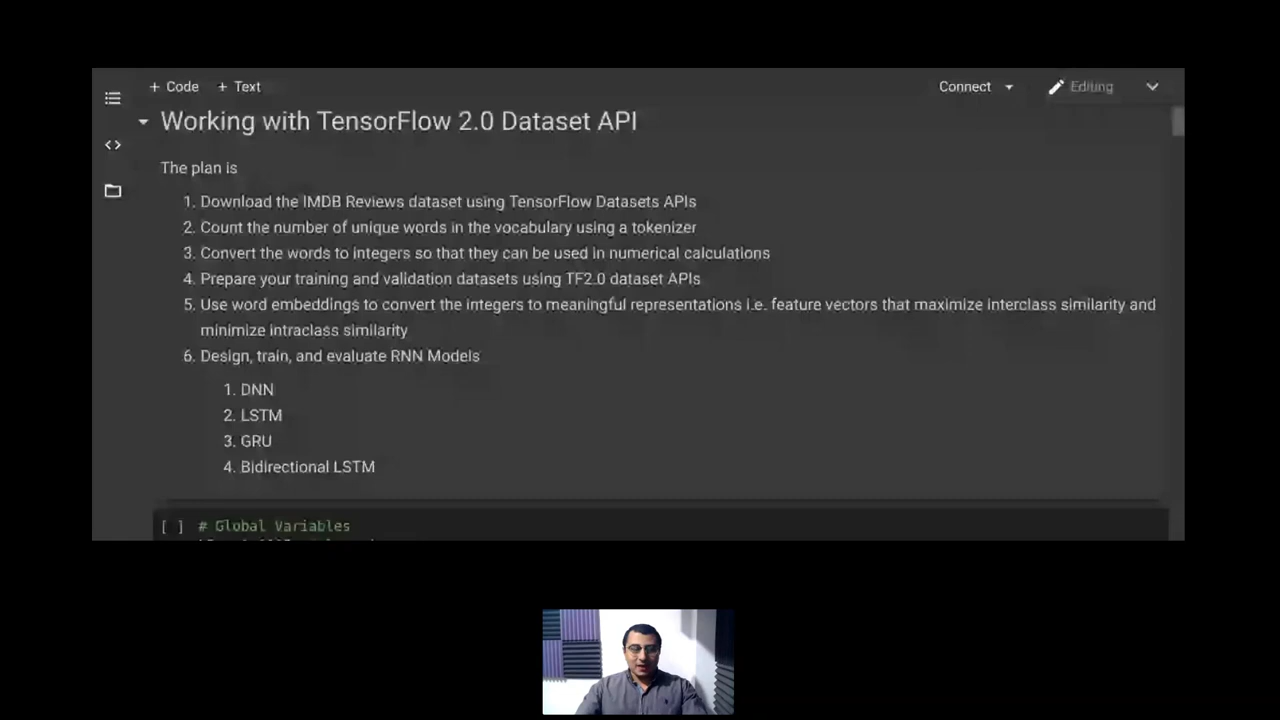 + Code + Text Connect Editing
Working with TensorFlow 2.0 Dataset API
The plan is
1. Download the IMDB Reviews dataset using TensorFlow Datasets APIs
2. Count the number of unique words in the vocabulary using a tokenizer
3. Convert the words to integers so that they can be used in numerical calculations
4. Prepare your training and validation datasets using TF2.0 dataset APIs
5. Use word embeddings to convert the integers to meaningful representations i.e. feature vectors that maximize interclass similarity and
minimize intraclass similarity
6. Design, train, and evaluate RNN Models
1. DNN
2. LSTM
3. GRU
4. Bidirectional LSTM
[ ] # Global Variables